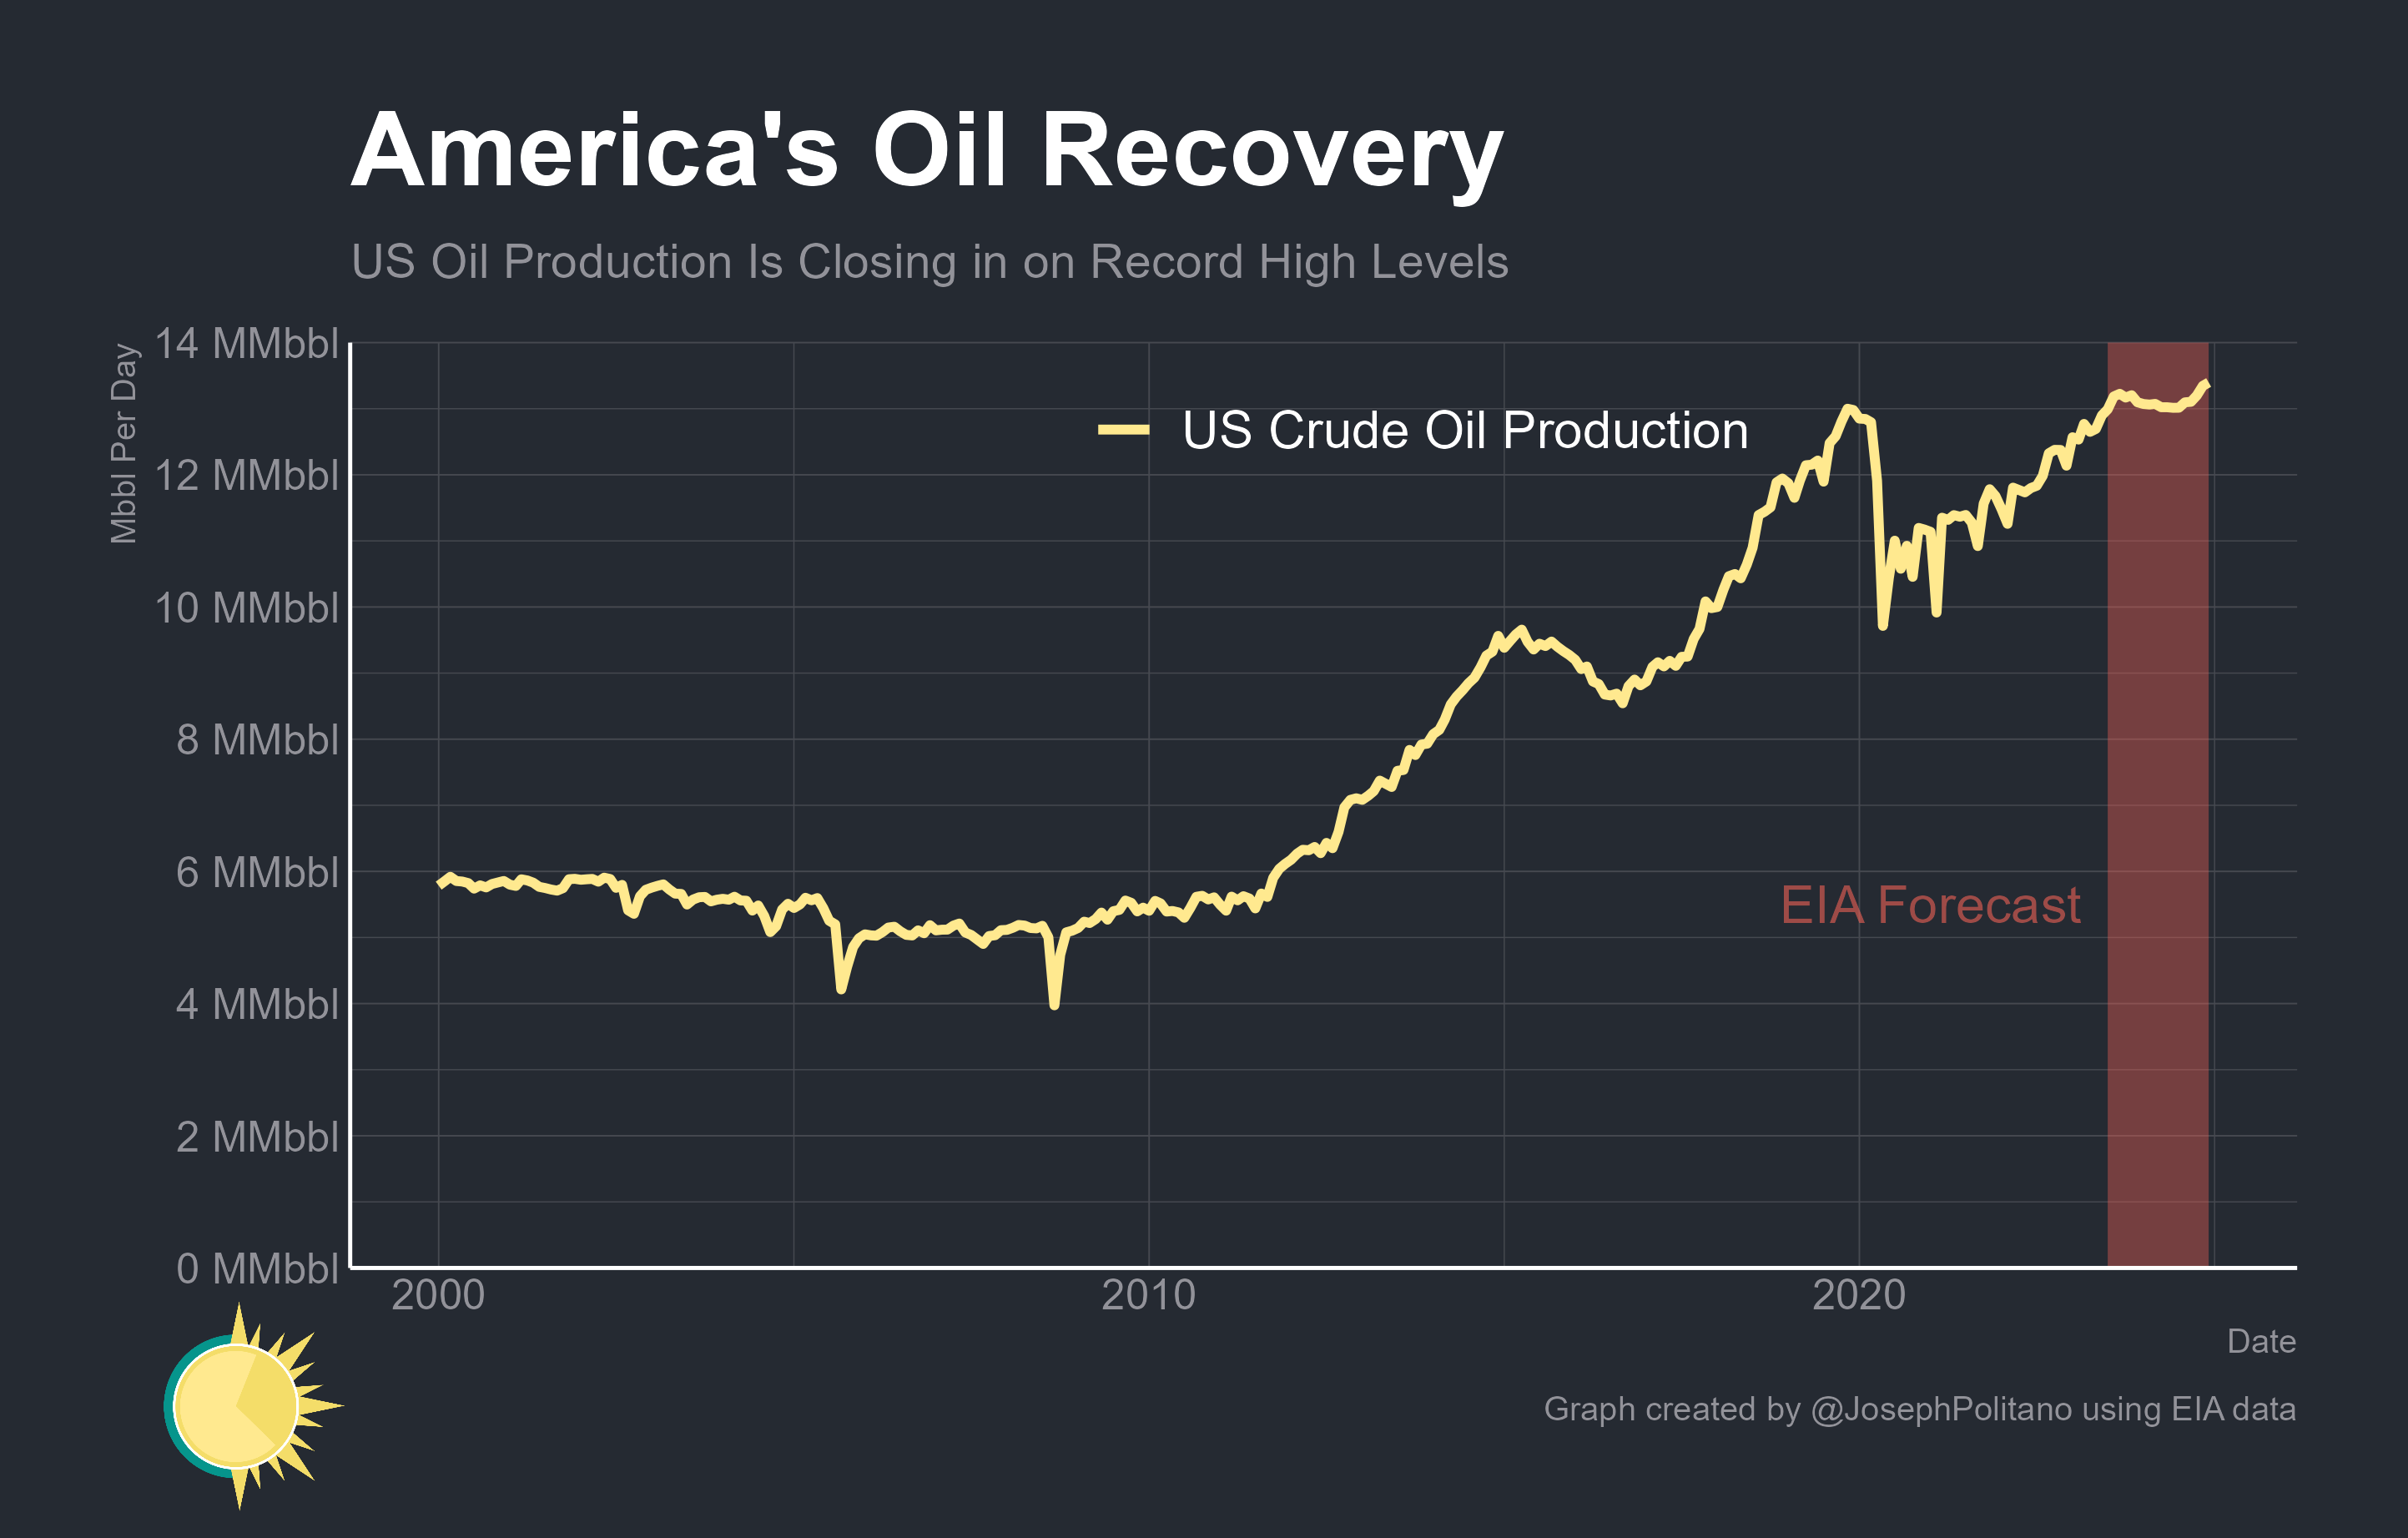 America's Oil Recovery
US Oil Production Is Closing in on Record High Levels
Mbbl Per Day
14 MMbbl
12 MMbbl
10 MMbbl
8 MMbbl
6 MMbbl
4 MMbbl
2 MMbbl
0 MMbbl
US Crude Oil Production
EIA Forecast
2000
2010
2020
Date
Graph created by @JosephPolitano using EIA data